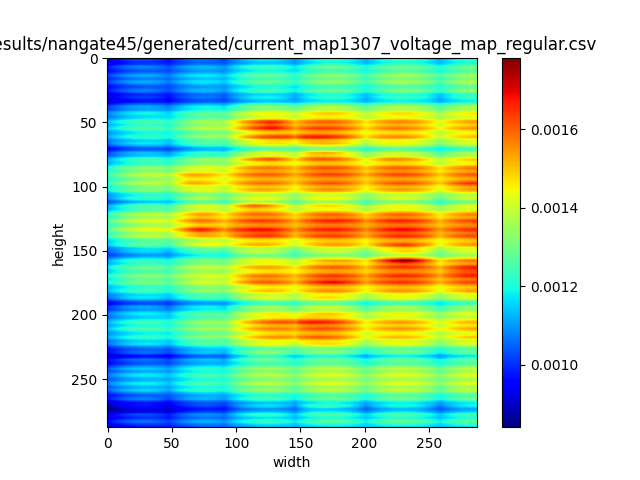 esults/nangate45/generated/current_map1307_voltage_map_regular.csv
0
50
100
150
200
250
height
0 50 100 150 200 250
width
0.0016
0.0014
0.0012
0.0010